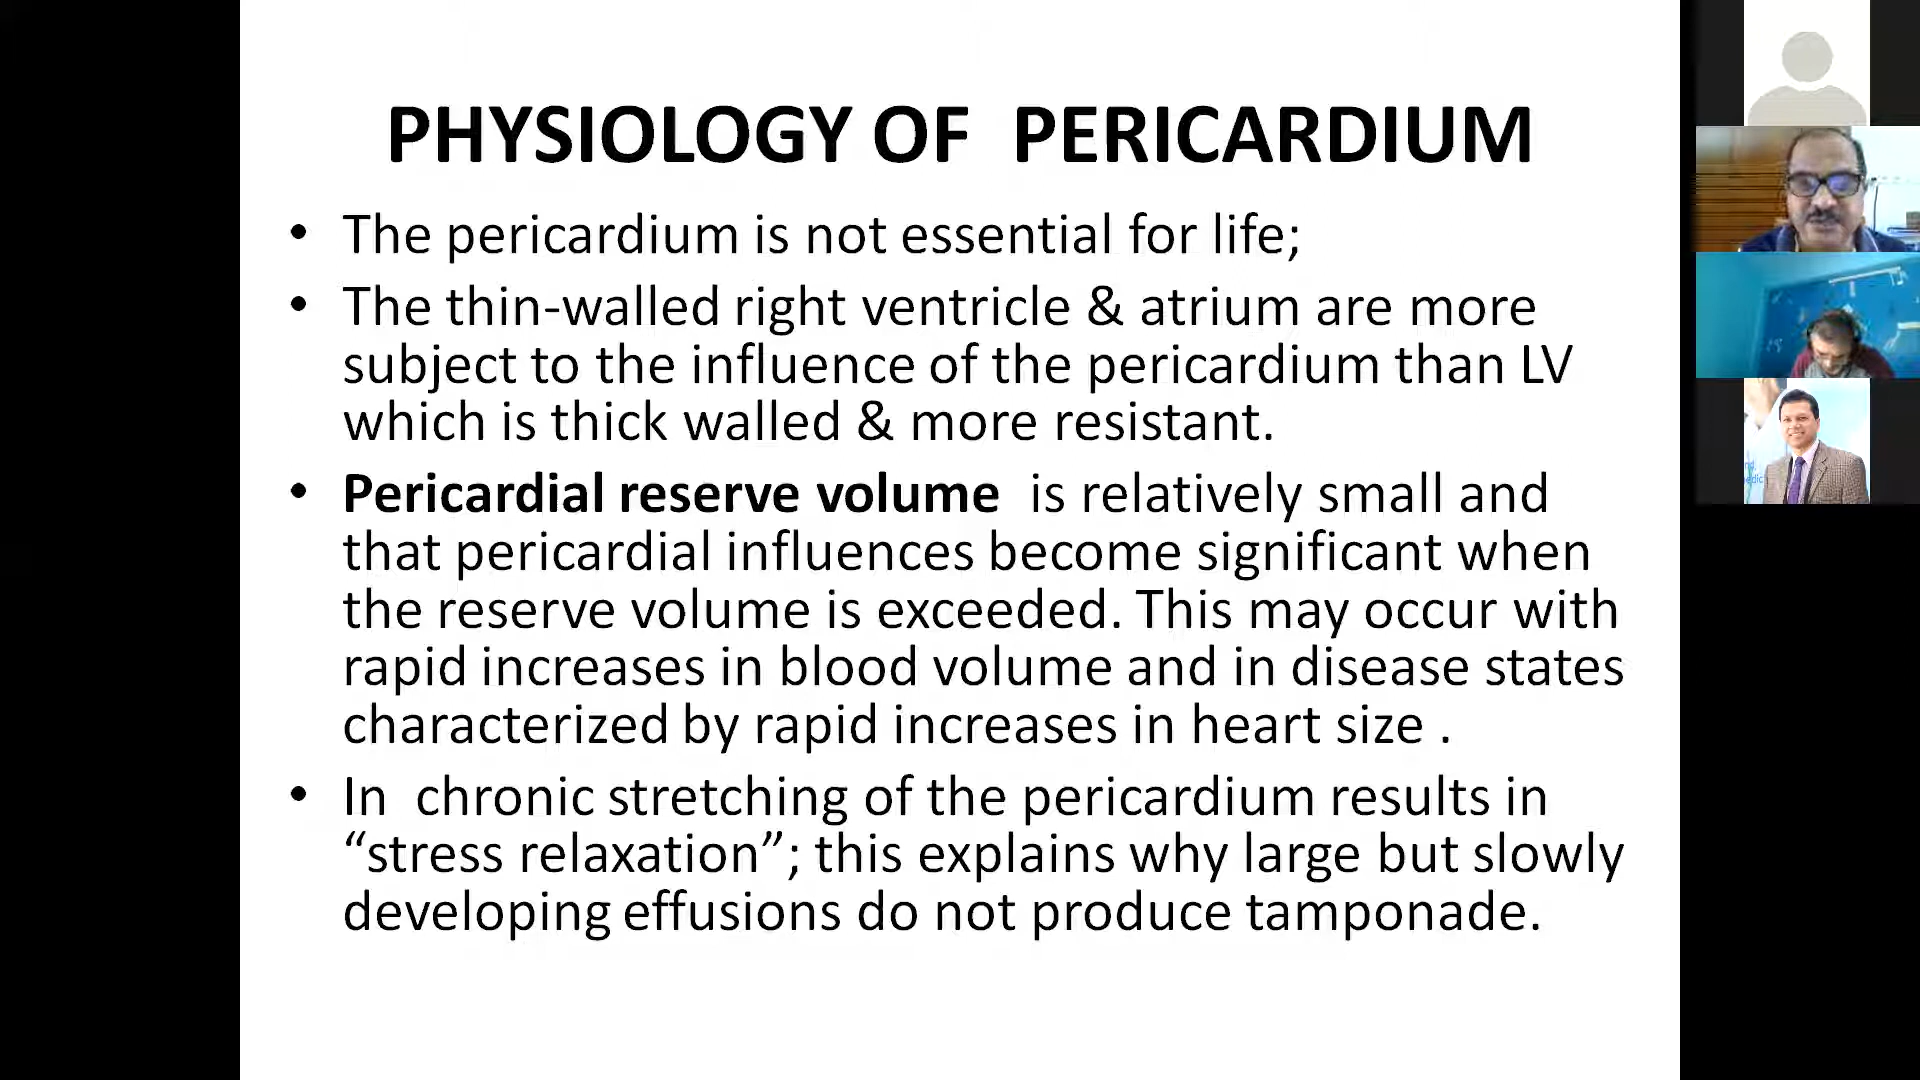 PHYSIOLOGY OF PERICARDIUM
• The pericardium is not essential for life;
• The thin-walled right ventricle & atrium are more
subject to the influence of the pericardium than LV
which is thick walled & more resistant.
• Pericardial reserve volume is relatively small and
that pericardial influences become significant when
the reserve volume is exceeded. This may occur with
rapid increases in blood volume and in disease states
characterized by rapid increases in heart size .
• In chronic stretching of the pericardium results in
“stress relaxation”; this explains why large but slowly
developing effusions do not produce tamponade.